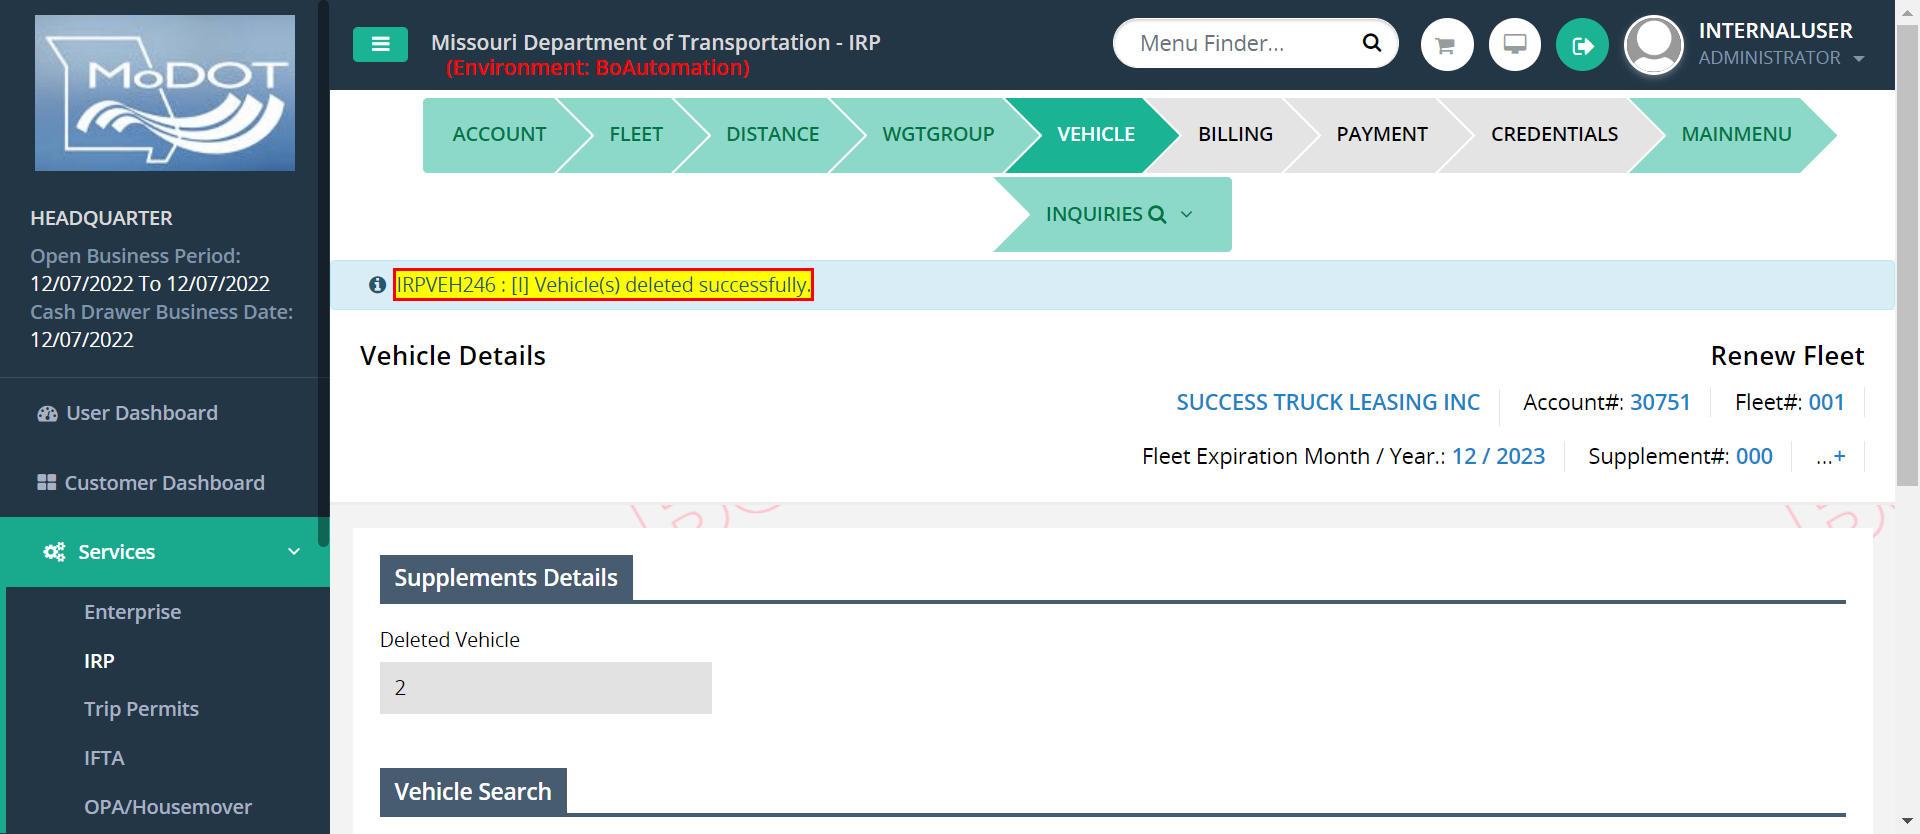 MoDOT
HEADQUARTER
Open Business Period:
12/07/2022 To 12/07/2022
Cash Drawer Business Date:
12/07/2022
User Dashboard
Customer Dashboard
Services
Enterprise
IRP
Trip Permits
IFTA
OPA/Housemover
Missouri Department of Transportation - IRP
(Environment: BoAutomation)
Menu Finder...
INTERNALUSER
ADMINISTRATOR
ACCOUNT FLEET DISTANCE WGTGROUP VEHICLE BILLING PAYMENT CREDENTIALS MAINMENU
INQUIRIES
IRPVEH246 : [I] Vehicle(s) deleted successfully.
Vehicle Details
Renew Fleet
SUCCESS TRUCK LEASING INC Account#: 30751 Fleet#: 001
Fleet Expiration Month / Year.: 12 / 2023 Supplement#: 000 ...+
Supplements Details
Deleted Vehicle
2
Vehicle Search